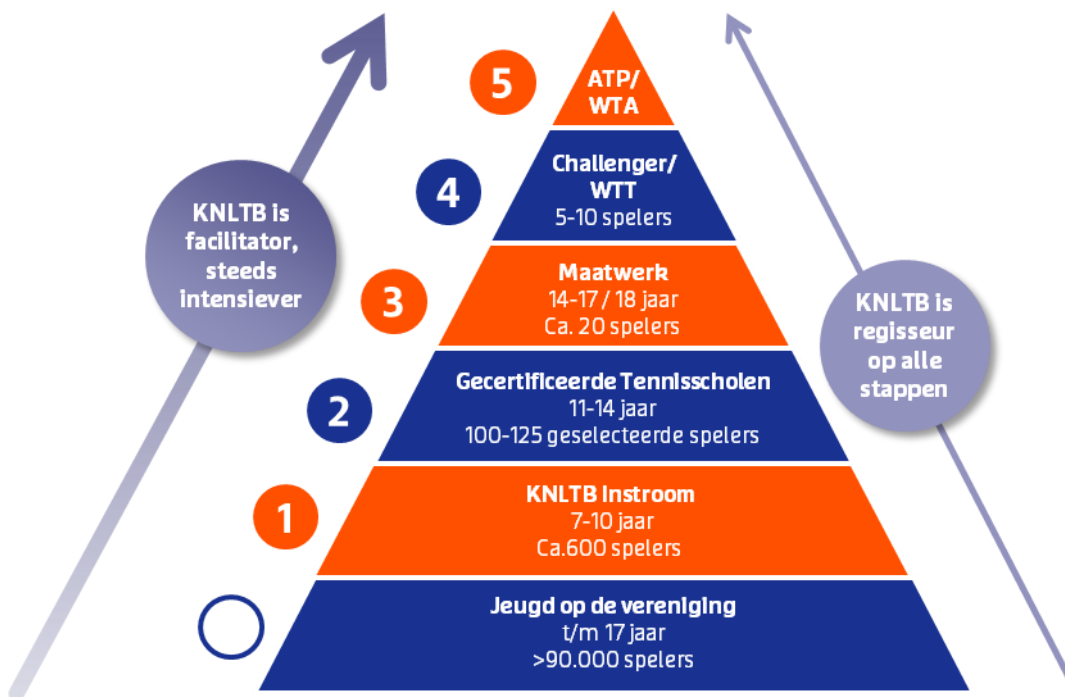 5
ATP/
WTA
4
Challenger/
WTT
5-10 spelers
KNLTB is
facilitator,
steeds
intensiever
3
Maatwerk
14-17 / 18 jaar
Ca. 20 spelers
KNLTB is
regisseur
op alle
stappen
2
Gecertificeerde Tennisscholen
11-14 jaar
100-125 geselecteerde spelers
1
KNLTB Instroom
7-10 jaar
Ca.600 spelers
Jeugd op de vereniging
t/m 17 jaar
>90.000 spelers